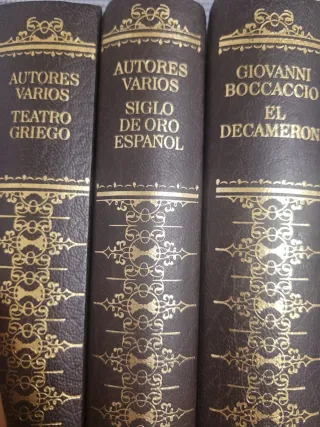 AUTORES
VARIOS
TEATRO
GRIEGO
AUTORES
VARIOS
SIGLO
DE ORO
ESPAÑOL
GIOVANNI
BOCCACCIO
EL
DECAMERON